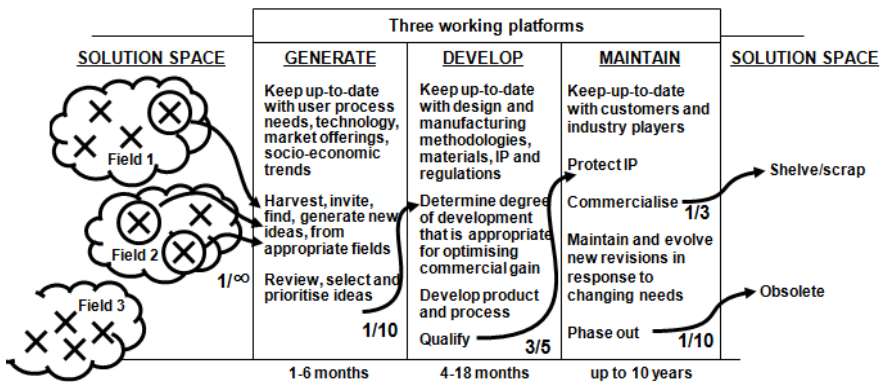 Three working platforms
SOLUTION SPACE
GENERATE
DEVELOP
MAINTAIN
SOLUTION SPACE
Field 1
Field 2
Field 3
1/∞
Keep up-to-date
with user process
needs, technology,
market offerings,
socio-economic
trends
Harvest, invite,
find, generate new
ideas, from
appropriate fields
Review, select and
prioritise ideas
1/10
1-6 months
Keep up-to-date
with design and
manufacturing
methodologies,
materials, IP and
regulations
Determine degree
of development
that is appropriate
for optimising
commercial gain
Develop product
and process
Qualify
3/5
4-18 months
Keep up-to-date
with customers and
industry players
Protect IP
Commercialise
1/3
Maintain and evolve
new revisions in
response to
changing needs
Phase out
1/10
up to 10 years
Shelve/scrap
Obsolete